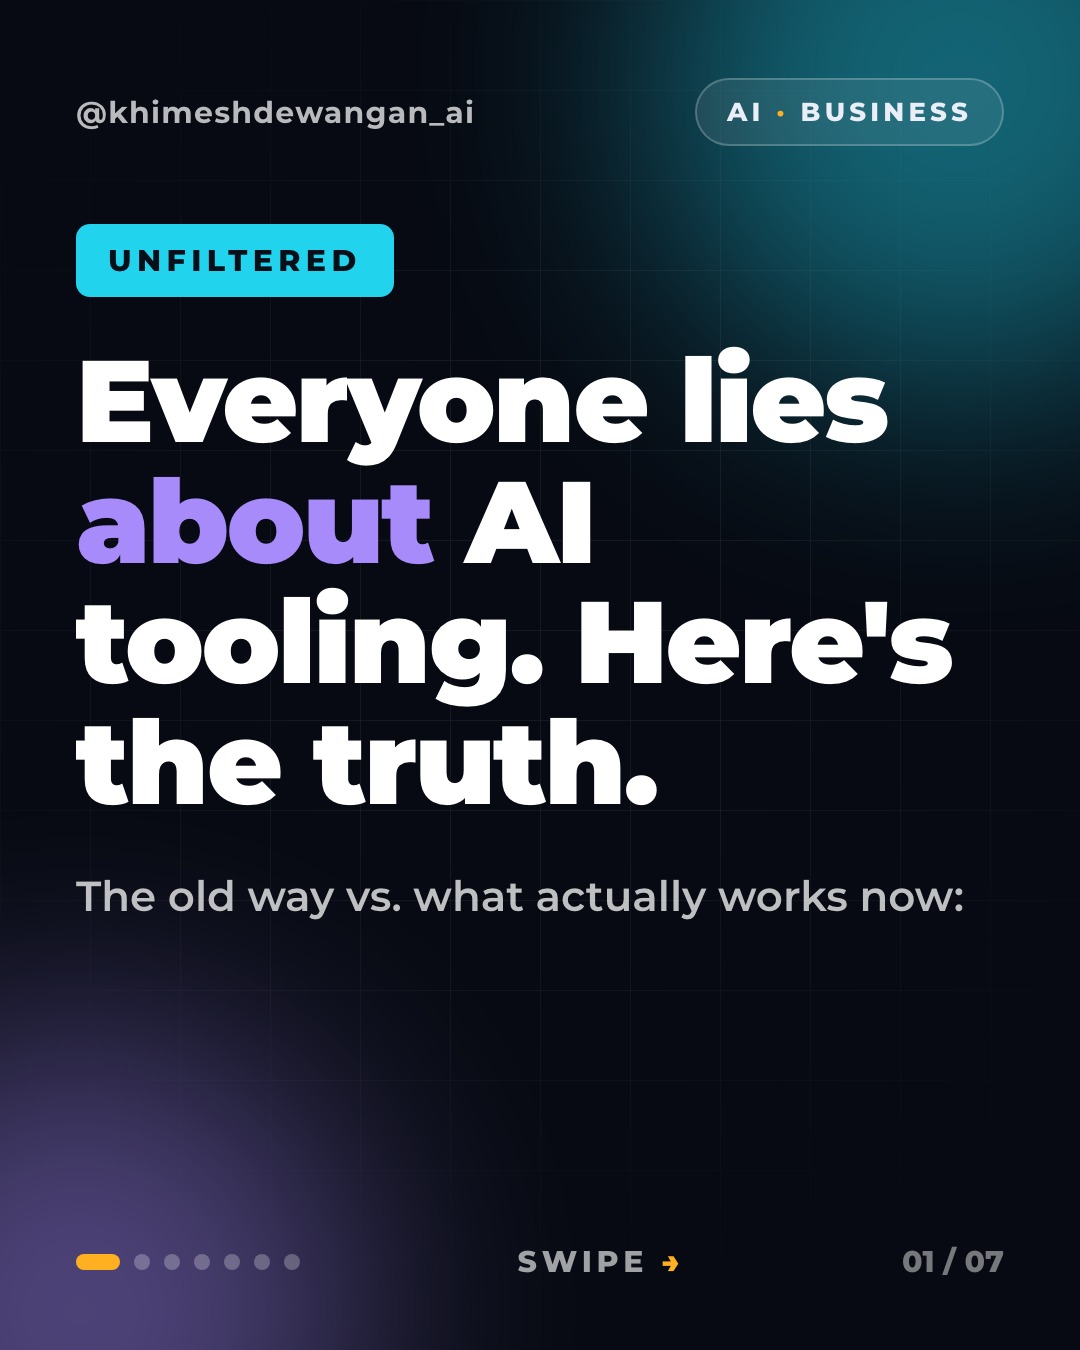 @khimeshdewangan_ai
AI · BUSINESS
UNFILTERED
Everyone lies
about AI
tooling. Here's
the truth.
The old way vs. what actually works now:
SWIPE →
01 / 07